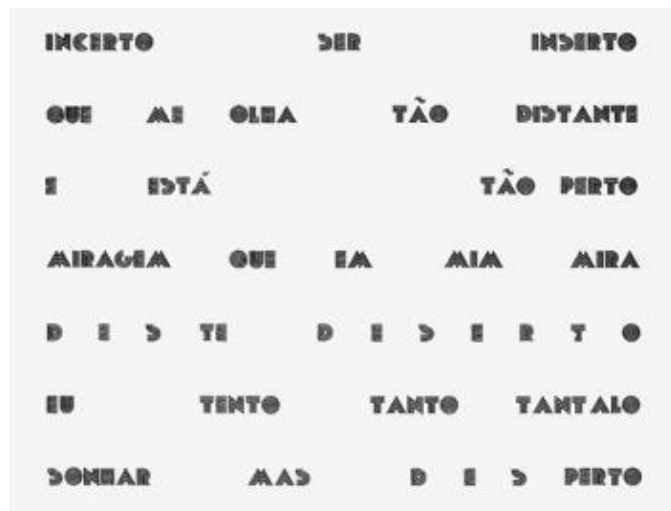 INCERTO SER INSERTO
QUE ME OLHA TÃO DISTANTE
E ESTÁ TÃO PERTO
MIRAGEM QUE EM MIM MIRA
D E S TE D E S E R T O
EU TENTO TANTO TANTALO
SONHAR MAS D E S PERTO